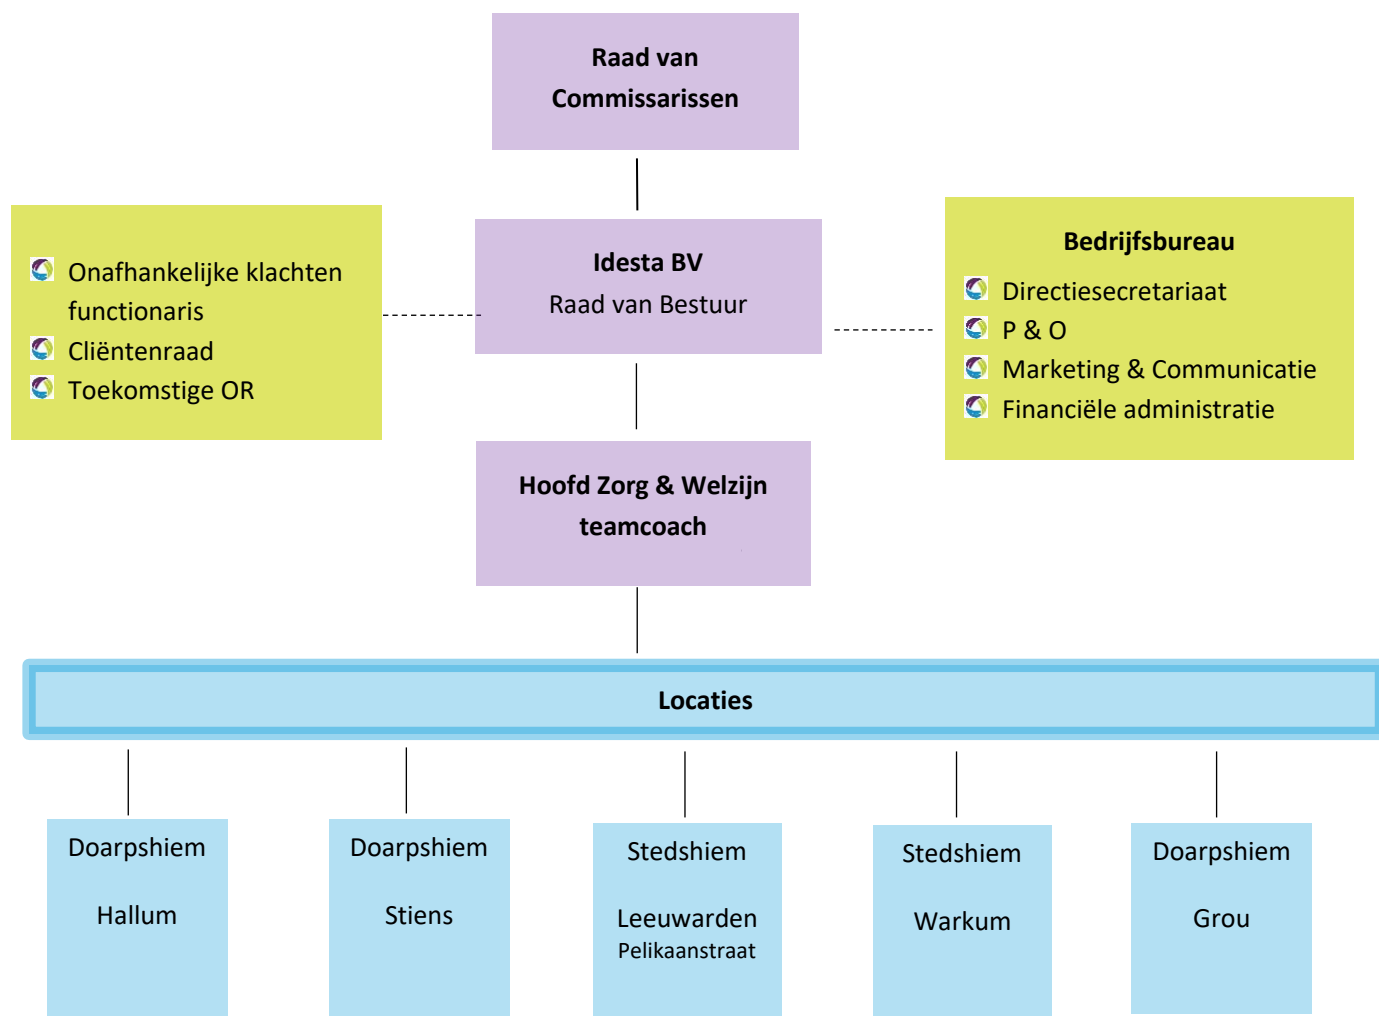 Raad van
Commissarissen
Onafhankelijke klachten
functionaris
Cliëntenraad
Toekomstige OR
Idesta BV
Raad van Bestuur
Bedrijfsbureau
Directiesecretariaat
P & O
Marketing & Communicatie
Financiële administratie
Hoofd Zorg & Welzijn
teamcoach
Locaties
Doarpshiem
Hallum
Doarpshiem
Stiens
Stedshiem
Leeuwarden
Pelikaanstraat
Stedshiem
Warkum
Doarpshiem
Grou